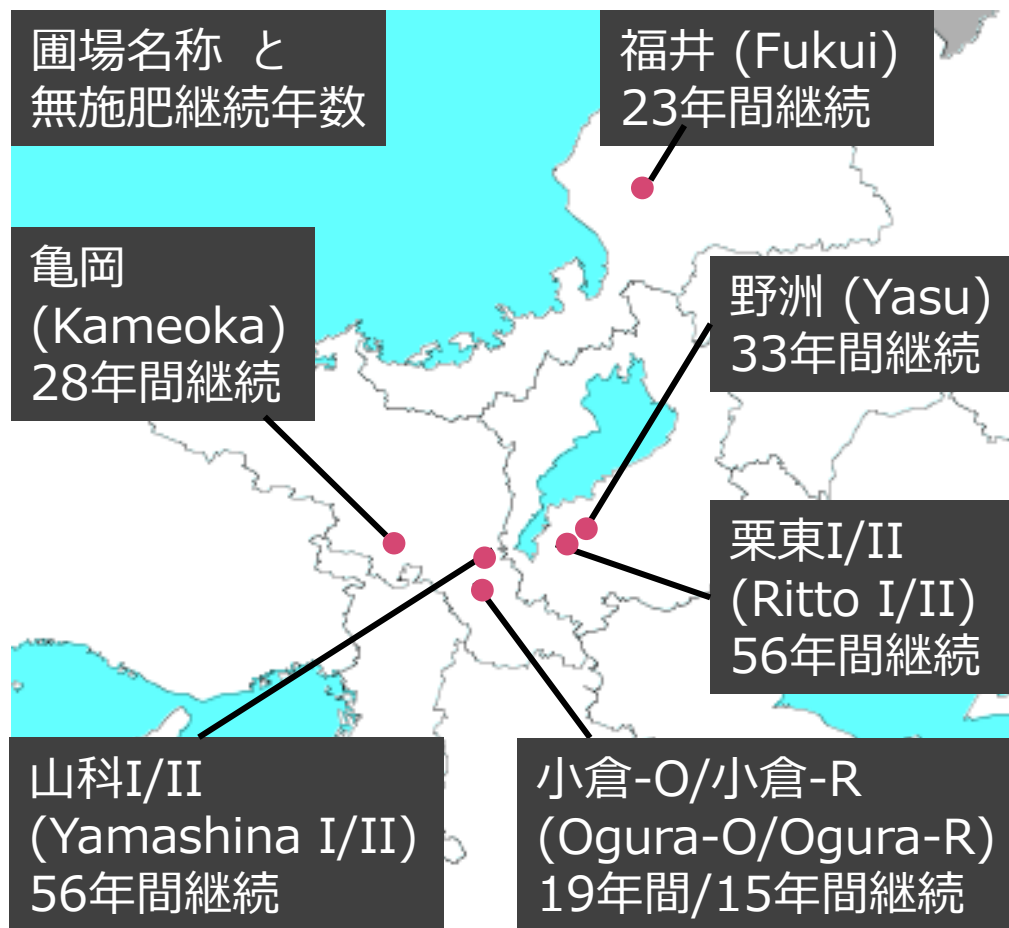 圃場名称 と
無施肥継続年数
福井 (Fukui)
23年間継続
亀岡
(Kameoka)
28年間継続
野洲 (Yasu)
33年間継続
栗東I/II
(Ritto I/II)
56年間継続
山科I/II
(Yamashina I/II)
56年間継続
小倉-O/小倉-R
(Ogura-O/Ogura-R)
19年間/15年間継続